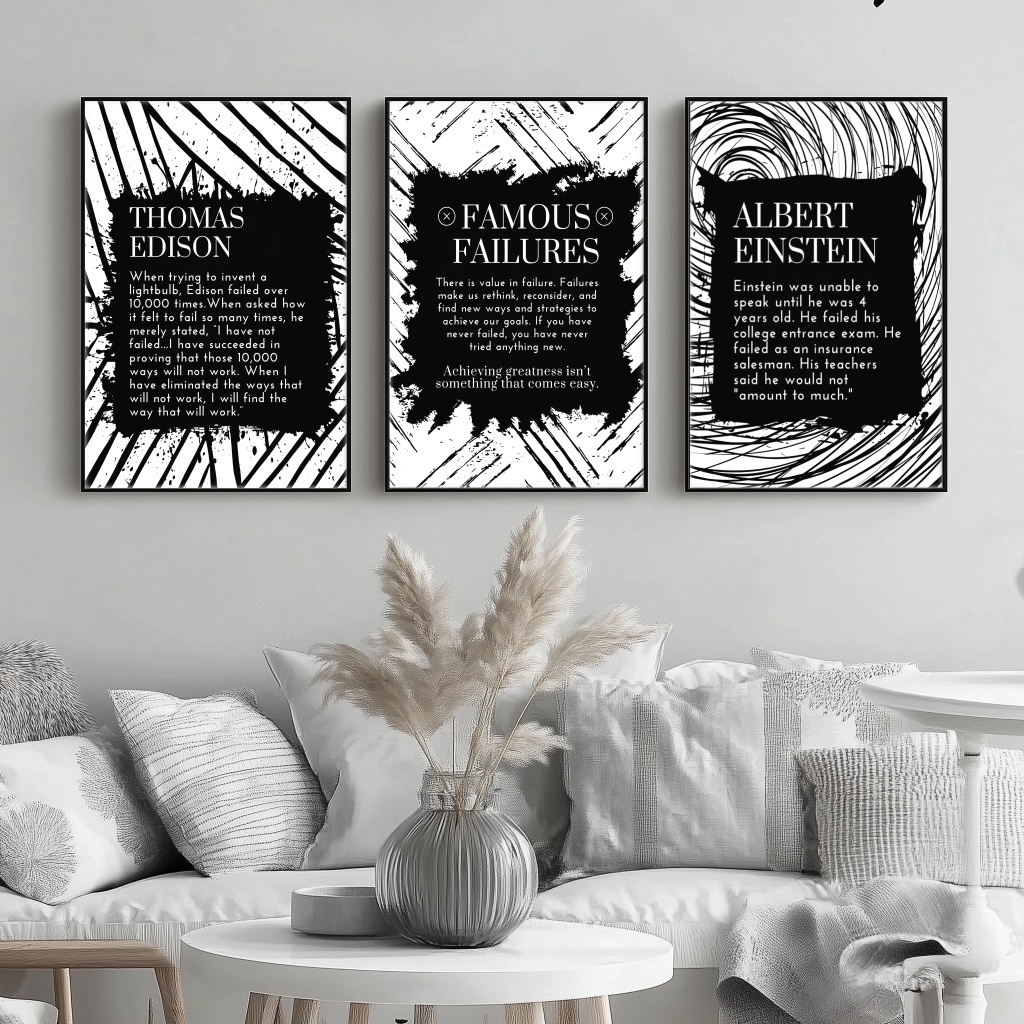 THOMAS
EDISON
When trying to invent a
lightbulb, Edison failed over
10,000 times.When asked how
it felt to fail so many times, he
merely stated, "I have not
failed...I have succeeded in
proving that those 10,000
ways will not work. When I
have eliminated the ways that
will not work, I will find the
way that will work."
FAMOUS
FAILURES
There is value in failure. Failures
make us rethink, reconsider, and
find new ways and strategies to
achieve our goals. If you have
never failed, you have never
tried anything new.
Achieving greatness isn't
something that comes easy.
ALBERT
EINSTEIN
Einstein was unable to
speak until he was 4
years old. He failed his
college entrance exam. He
failed as an insurance
salesman. His teachers
said he would not
"amount to much."